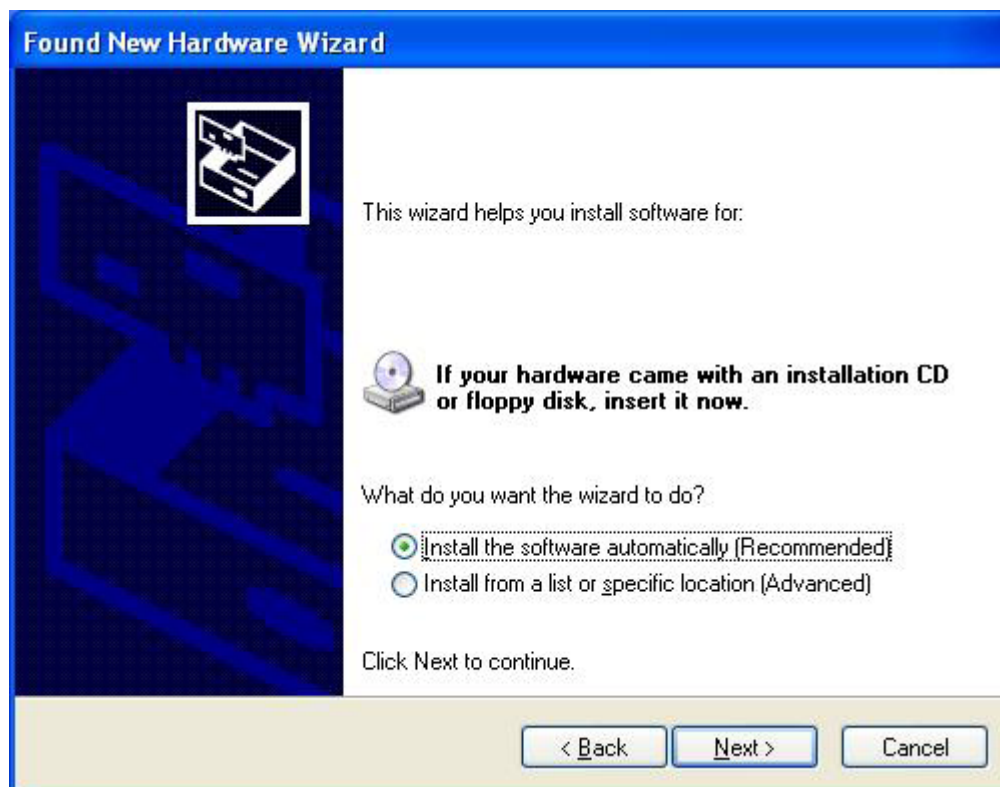 Found New Hardware Wizard
This wizard helps you install software for:
If your hardware came with an installation CD
or floppy disk, insert it now.
What do you want the wizard to do?
Install the software automatically (Recommended)
Install from a list or specific location (Advanced)
Click Next to continue.
< Back Next > Cancel